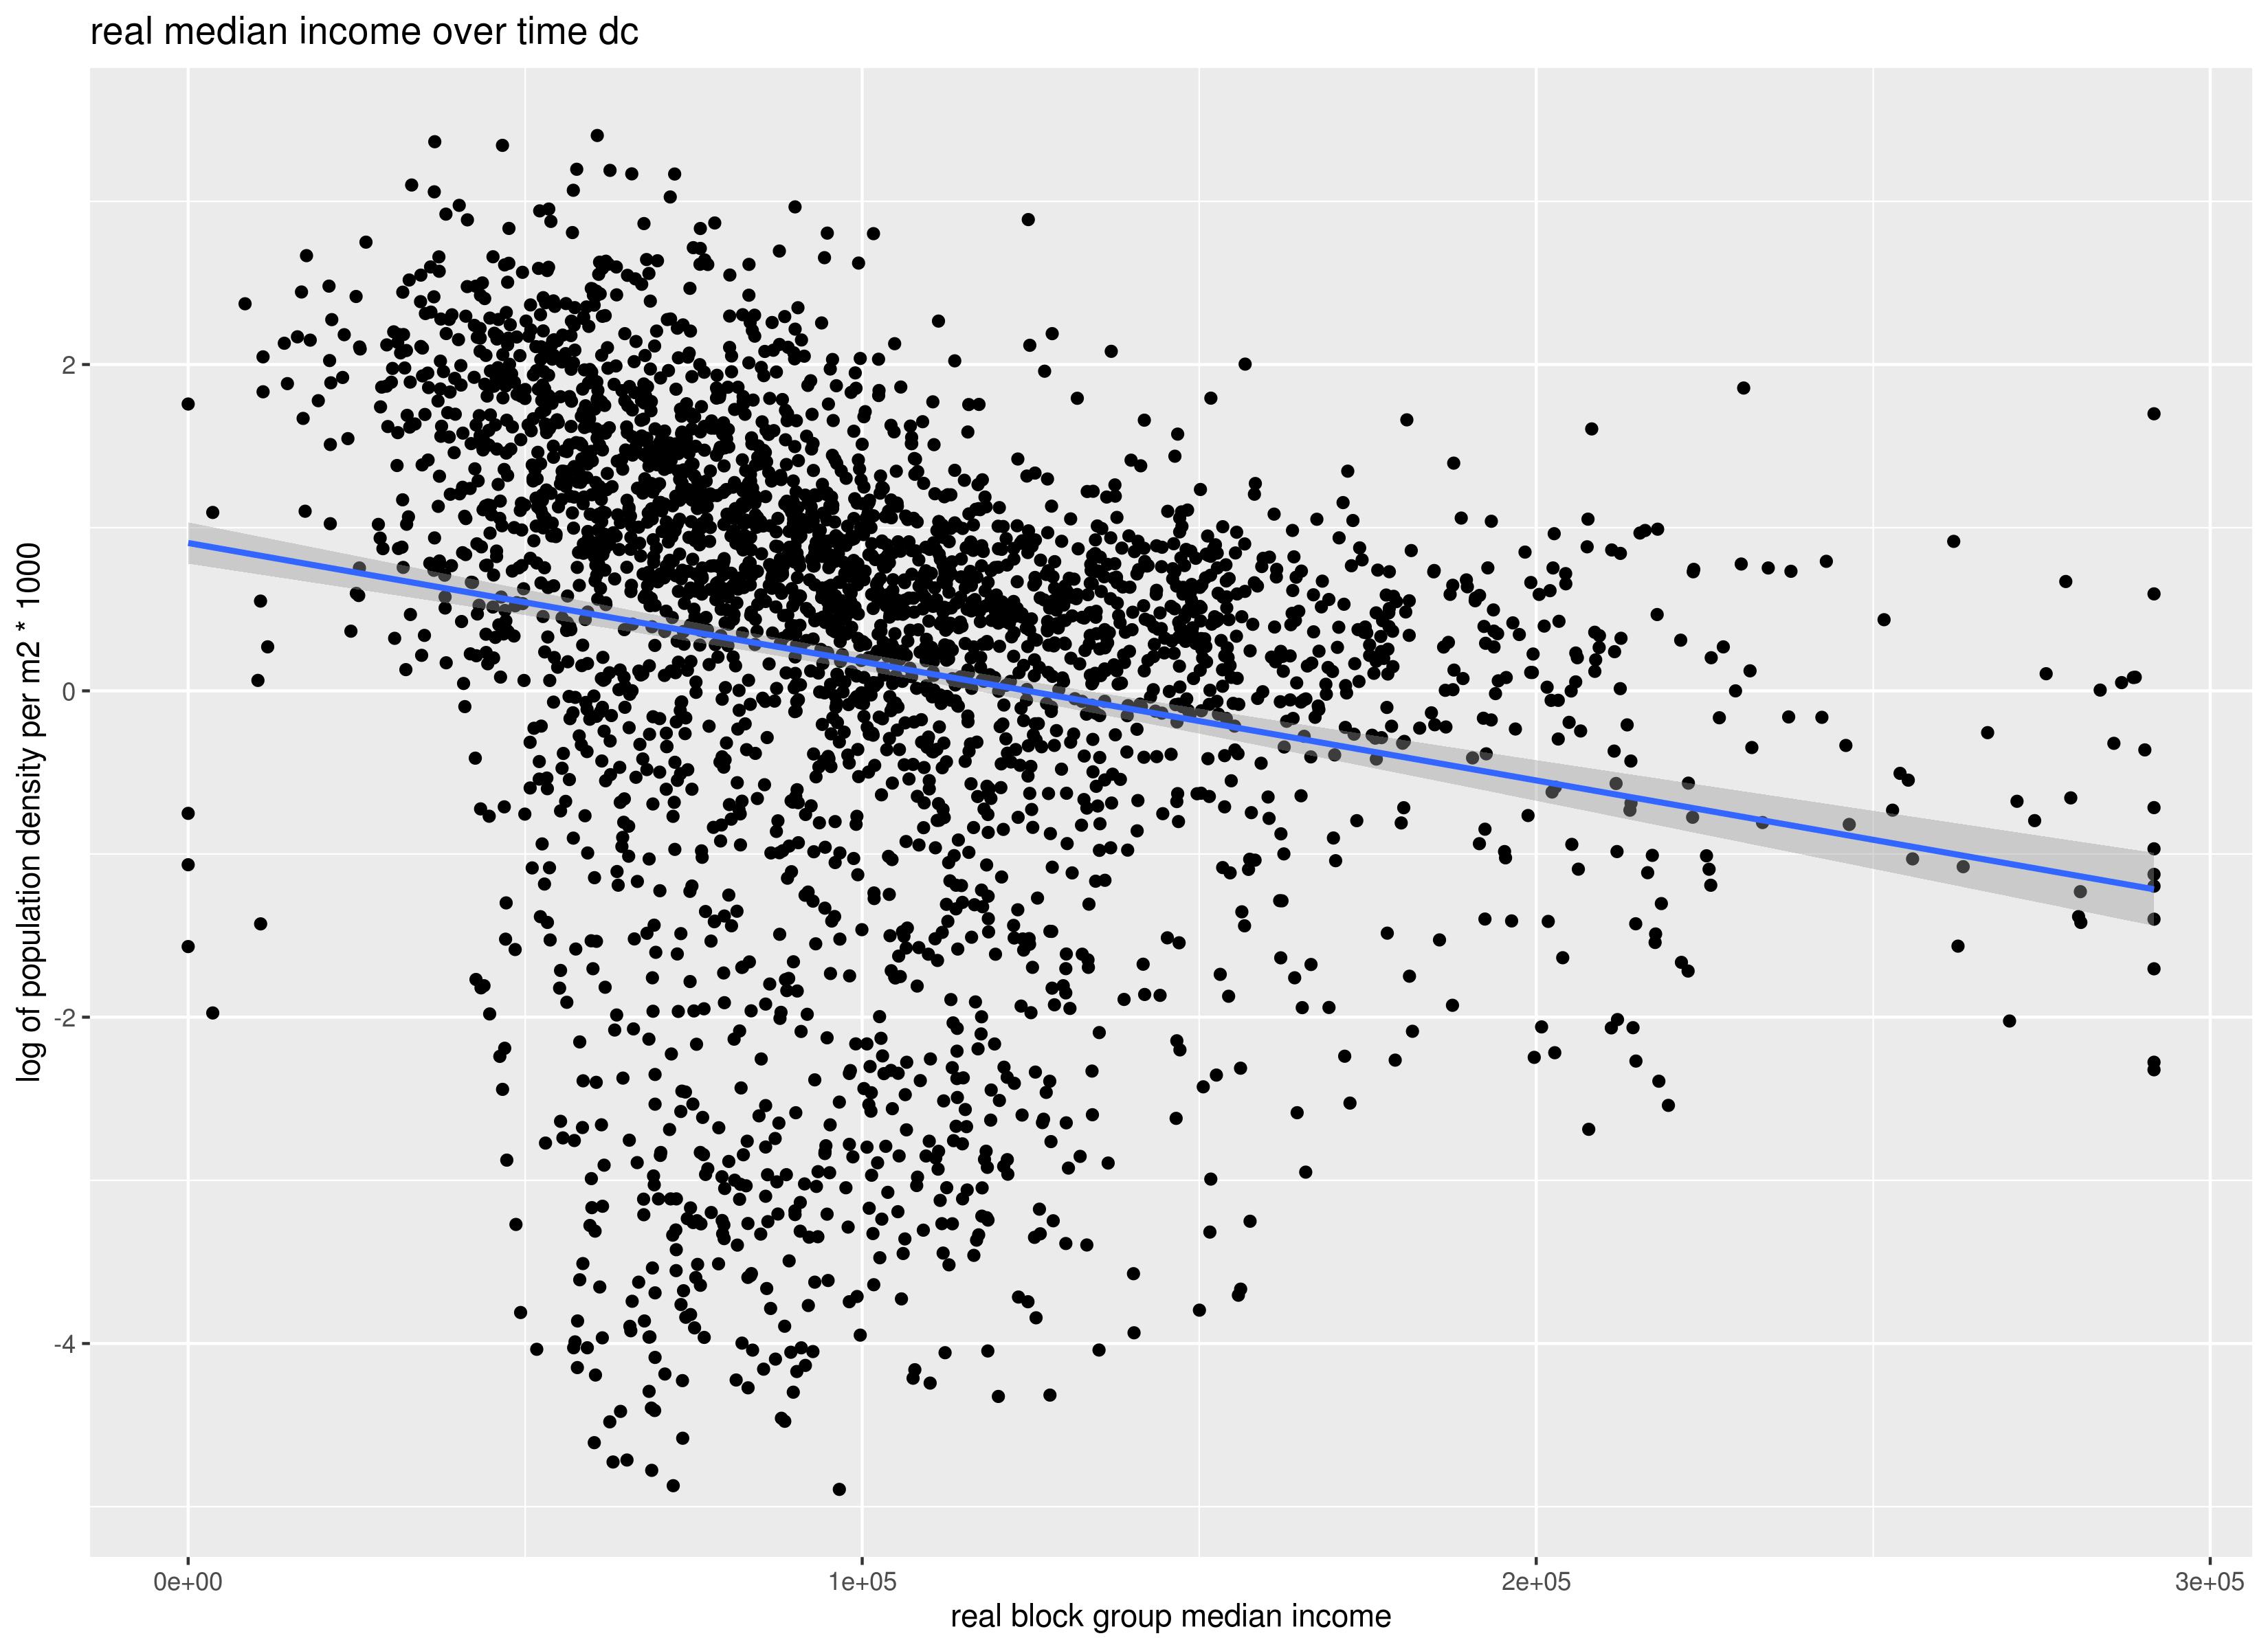 real median income over time dc
log of population density per m2 * 1000
2
0
-2
-4
0e+00
1e+05
2e+05
3e+05
real block group median income